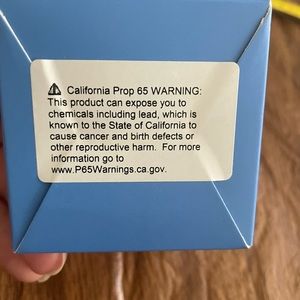 ⚠ California Prop 65 WARNING:
This product can expose you to
chemicals including lead, which
is known to the State of California to
cause cancer and birth defects or
other reproductive harm. For more
information go to
www.P65Warnings.ca.gov.